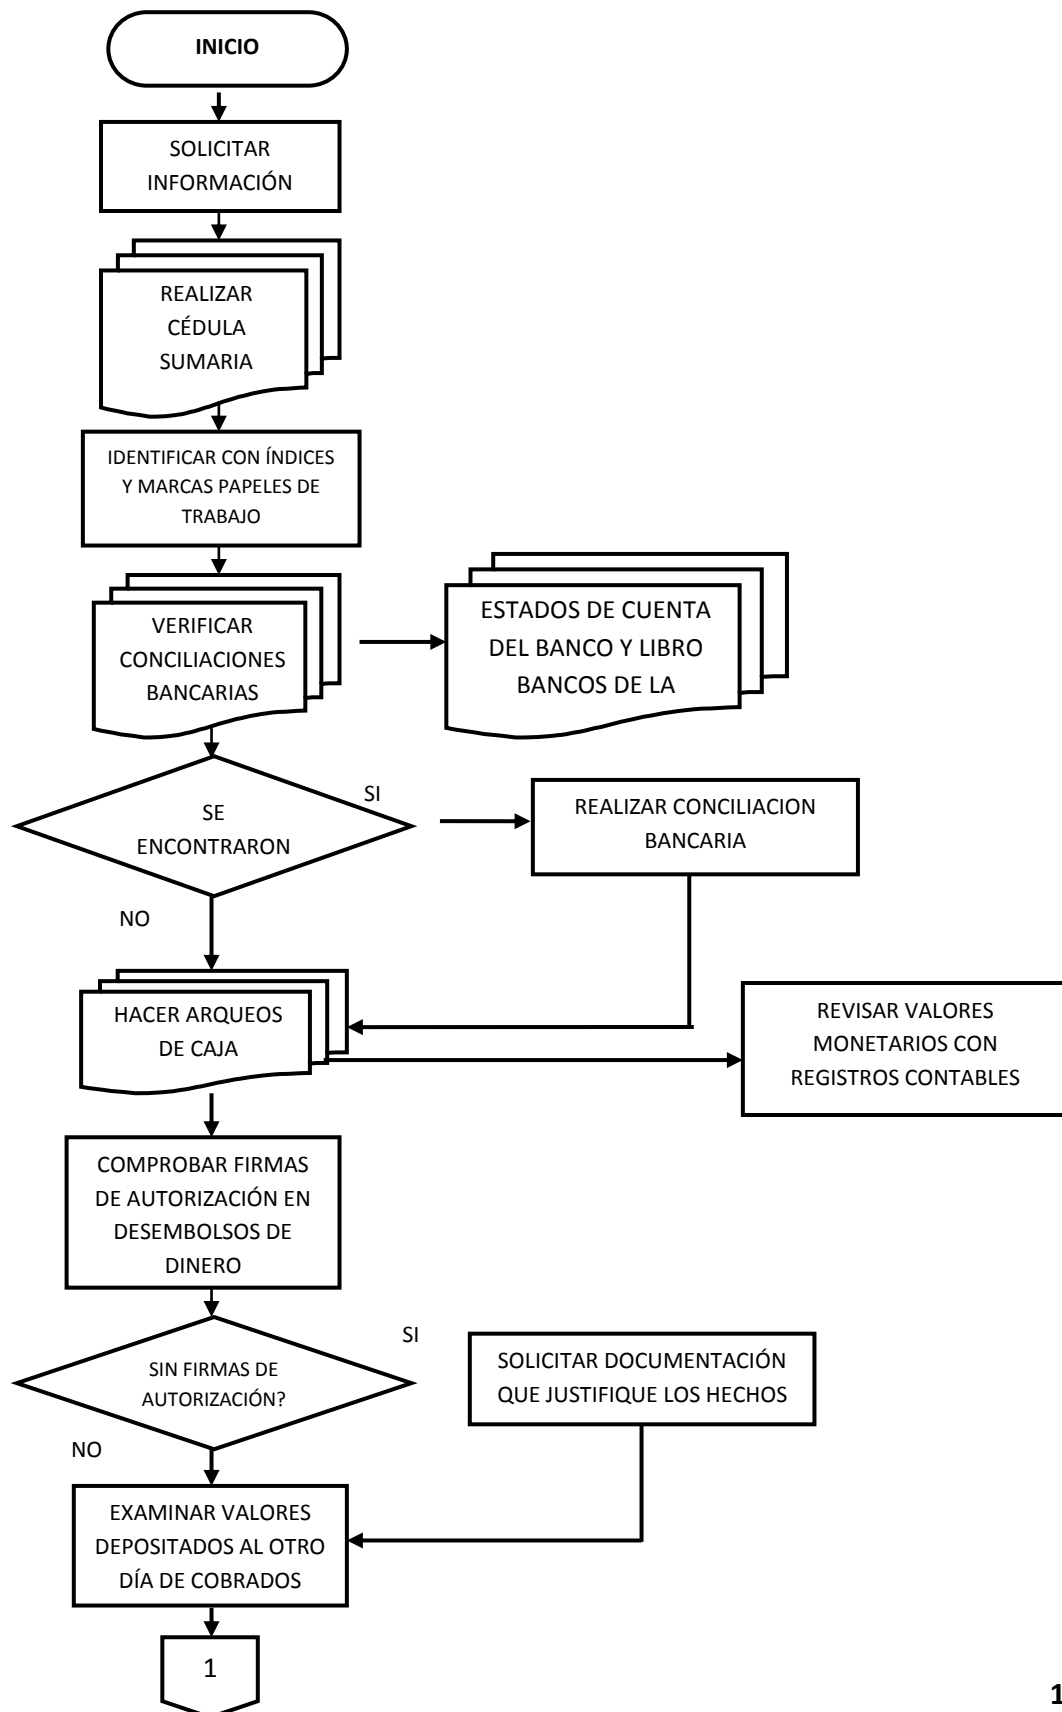 INICIO
SOLICITAR
INFORMACIÓN
REALIZAR
CÉDULA
SUMARIA
IDENTIFICAR CON ÍNDICES
Y MARCAS PAPELES DE
TRABAJO
VERIFICAR
CONCILIACIONES
BANCARIAS
ESTADOS DE CUENTA
DEL BANCO Y LIBRO
BANCOS DE LA
SE
ENCONTRARON
SI
REALIZAR CONCILIACION
BANCARIA
NO
HACER ARQUEOS
DE CAJA
REVISAR VALORES
MONETARIOS CON
REGISTROS CONTABLES
COMPROBAR FIRMAS
DE AUTORIZACIÓN EN
DESEMBOLSOS DE
DINERO
SIN FIRMAS DE
AUTORIZACIÓN?
SI
SOLICITAR DOCUMENTACIÓN
QUE JUSTIFIQUE LOS HECHOS
NO
EXAMINAR VALORES
DEPOSITADOS AL OTRO
DÍA DE COBRADOS
1
1